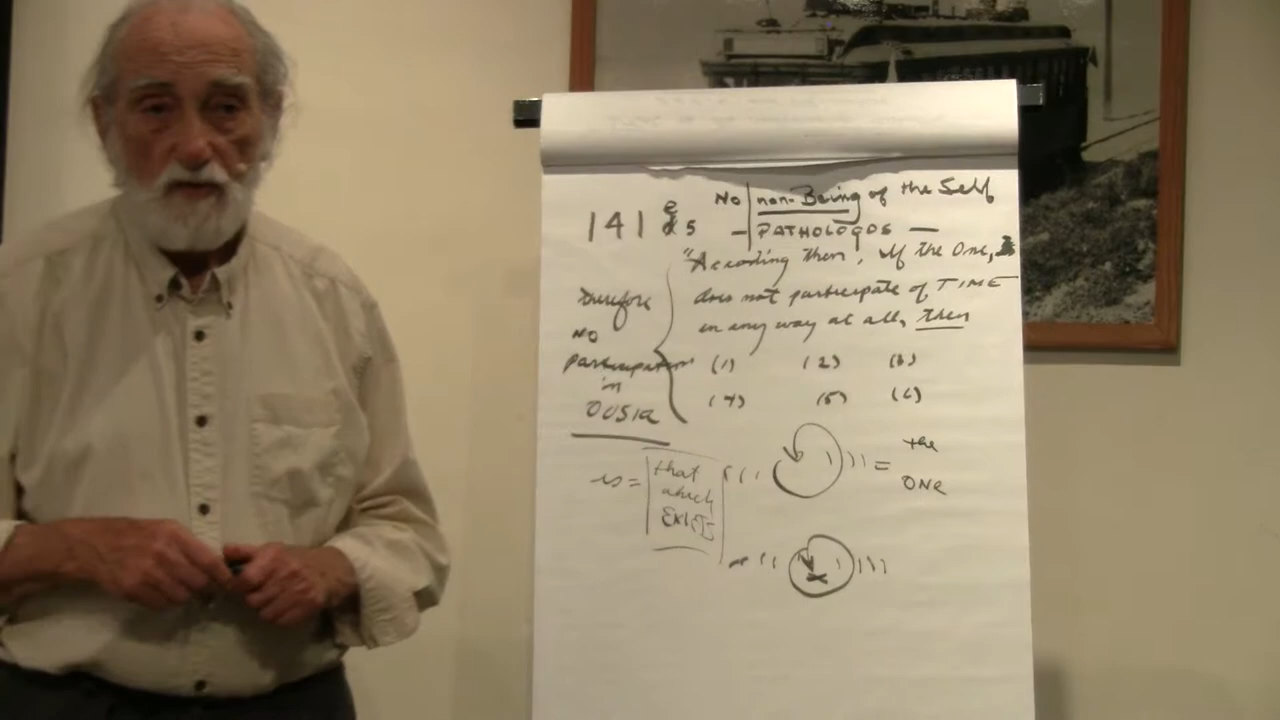 141 e d 5
No non-Being of the Self
— PATHOLOGOS —
"According then, If the One,
does not participate of TIME
in any way at all, then
(1) (2) (3)
(4) (5) (6)
therefore
NO
participation
in
OUSIA
is = that
which
EXISTS
= the
ONE